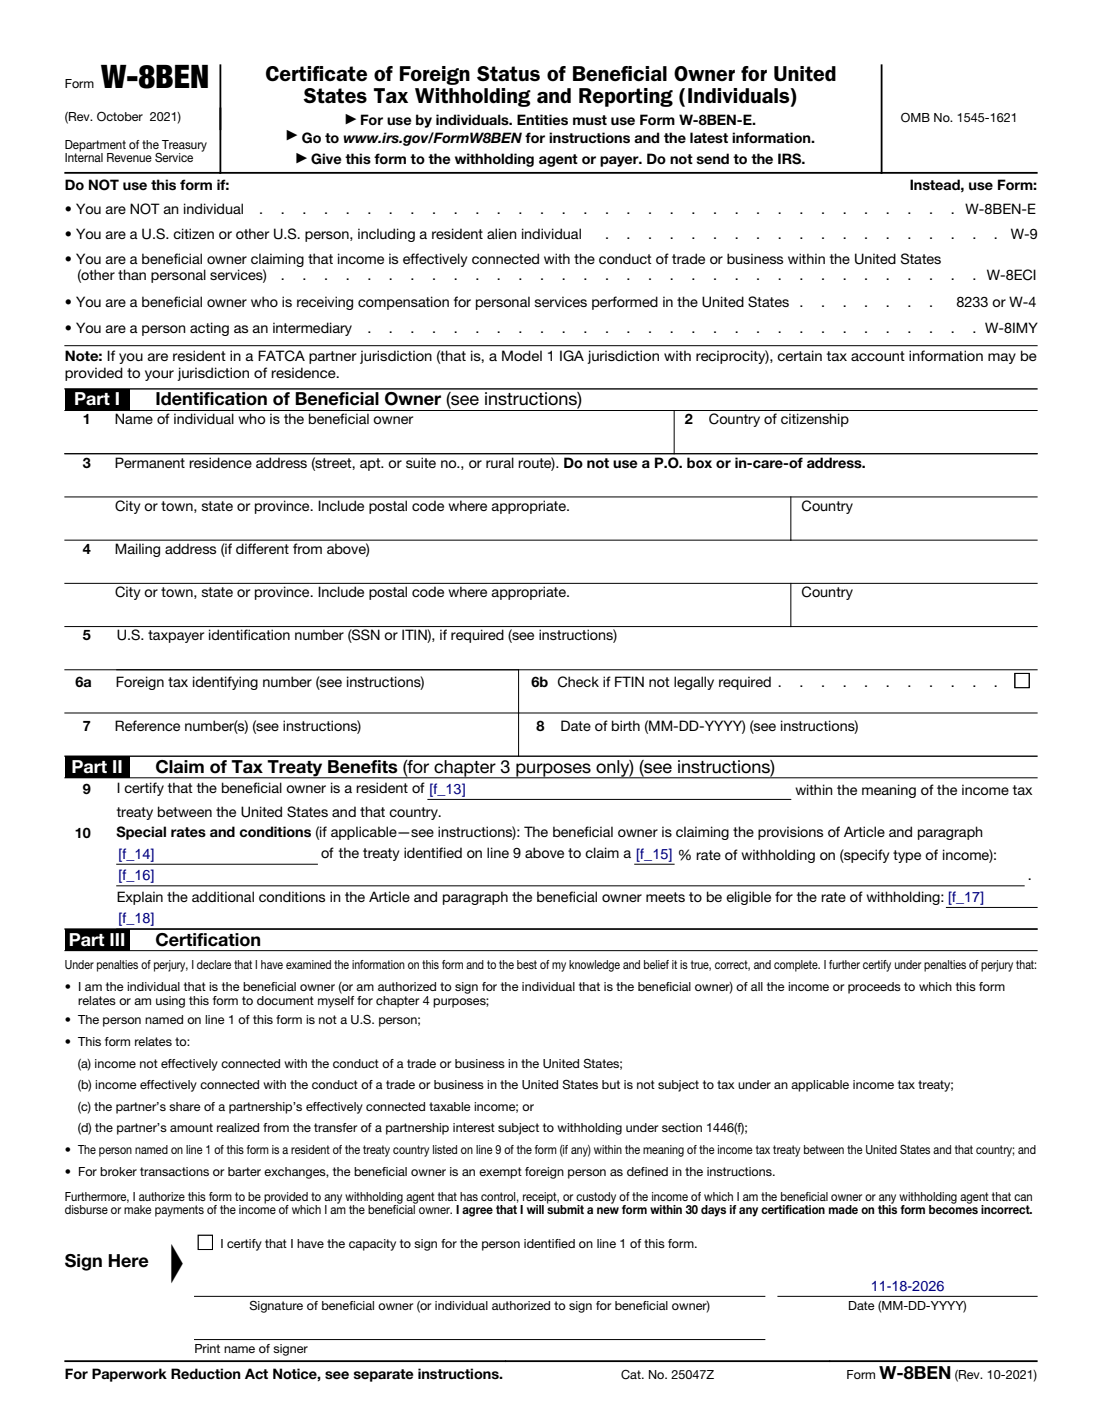 Form W-8BEN
(Rev. October 2021)
Department of the Treasury
Internal Revenue Service
Certificate of Foreign Status of Beneficial Owner for United
States Tax Withholding and Reporting (Individuals)
▶ For use by individuals. Entities must use Form W-8BEN-E.
▶ Go to www.irs.gov/FormW8BEN for instructions and the latest information.
▶ Give this form to the withholding agent or payer. Do not send to the IRS.
OMB No. 1545-1621
Do NOT use this form if: Instead, use Form:
• You are NOT an individual . . . . . . . . . . . . . . . . . . . . . . . . . . . . . . . . . . . W-8BEN-E
• You are a U.S. citizen or other U.S. person, including a resident alien individual . . . . . . . . . . . . . . . . . . . W-9
• You are a beneficial owner claiming that income is effectively connected with the conduct of trade or business within the United States
(other than personal services) . . . . . . . . . . . . . . . . . . . . . . . . . . . . . . . . . W-8ECI
• You are a beneficial owner who is receiving compensation for personal services performed in the United States . . . . . . . 8233 or W-4
• You are a person acting as an intermediary . . . . . . . . . . . . . . . . . . . . . . . . . . . . . W-8IMY
Note: If you are resident in a FATCA partner jurisdiction (that is, a Model 1 IGA jurisdiction with reciprocity), certain tax account information may be
provided to your jurisdiction of residence.
Part I Identification of Beneficial Owner (see instructions)
1 Name of individual who is the beneficial owner
2 Country of citizenship
3 Permanent residence address (street, apt. or suite no., or rural route). Do not use a P.O. box or in-care-of address.
City or town, state or province. Include postal code where appropriate.
Country
4 Mailing address (if different from above)
City or town, state or province. Include postal code where appropriate.
Country
5 U.S. taxpayer identification number (SSN or ITIN), if required (see instructions)
6a Foreign tax identifying number (see instructions)
6b Check if FTIN not legally required . . . . . . . . . . .
7 Reference number(s) (see instructions)
8 Date of birth (MM-DD-YYYY) (see instructions)
Part II Claim of Tax Treaty Benefits (for chapter 3 purposes only) (see instructions)
9 I certify that the beneficial owner is a resident of [f_13] within the meaning of the income tax
treaty between the United States and that country.
10 Special rates and conditions (if applicable—see instructions): The beneficial owner is claiming the provisions of Article and paragraph
[f_14] of the treaty identified on line 9 above to claim a [f_15] % rate of withholding on (specify type of income):
[f_16] .
Explain the additional conditions in the Article and paragraph the beneficial owner meets to be eligible for the rate of withholding: [f_17]
[f_18]
Part III Certification
Under penalties of perjury, I declare that I have examined the information on this form and to the best of my knowledge and belief it is true, correct, and complete. I further certify under penalties of perjury that:
• I am the individual that is the beneficial owner (or am authorized to sign for the individual that is the beneficial owner) of all the income or proceeds to which this form
relates or am using this form to document myself for chapter 4 purposes;
• The person named on line 1 of this form is not a U.S. person;
• This form relates to:
(a) income not effectively connected with the conduct of a trade or business in the United States;
(b) income effectively connected with the conduct of a trade or business in the United States but is not subject to tax under an applicable income tax treaty;
(c) the partner's share of a partnership's effectively connected taxable income; or
(d) the partner's amount realized from the transfer of a partnership interest subject to withholding under section 1446(f);
• The person named on line 1 of this form is a resident of the treaty country listed on line 9 of the form (if any) within the meaning of the income tax treaty between the United States and that country; and
• For broker transactions or barter exchanges, the beneficial owner is an exempt foreign person as defined in the instructions.
Furthermore, I authorize this form to be provided to any withholding agent that has control, receipt, or custody of the income of which I am the beneficial owner or any withholding agent that can
disburse or make payments of the income of which I am the beneficial owner. I agree that I will submit a new form within 30 days if any certification made on this form becomes incorrect.
I certify that I have the capacity to sign for the person identified on line 1 of this form.
Sign Here
11-18-2026
Signature of beneficial owner (or individual authorized to sign for beneficial owner)
Date (MM-DD-YYYY)
Print name of signer
For Paperwork Reduction Act Notice, see separate instructions. Cat. No. 25047Z Form W-8BEN (Rev. 10-2021)